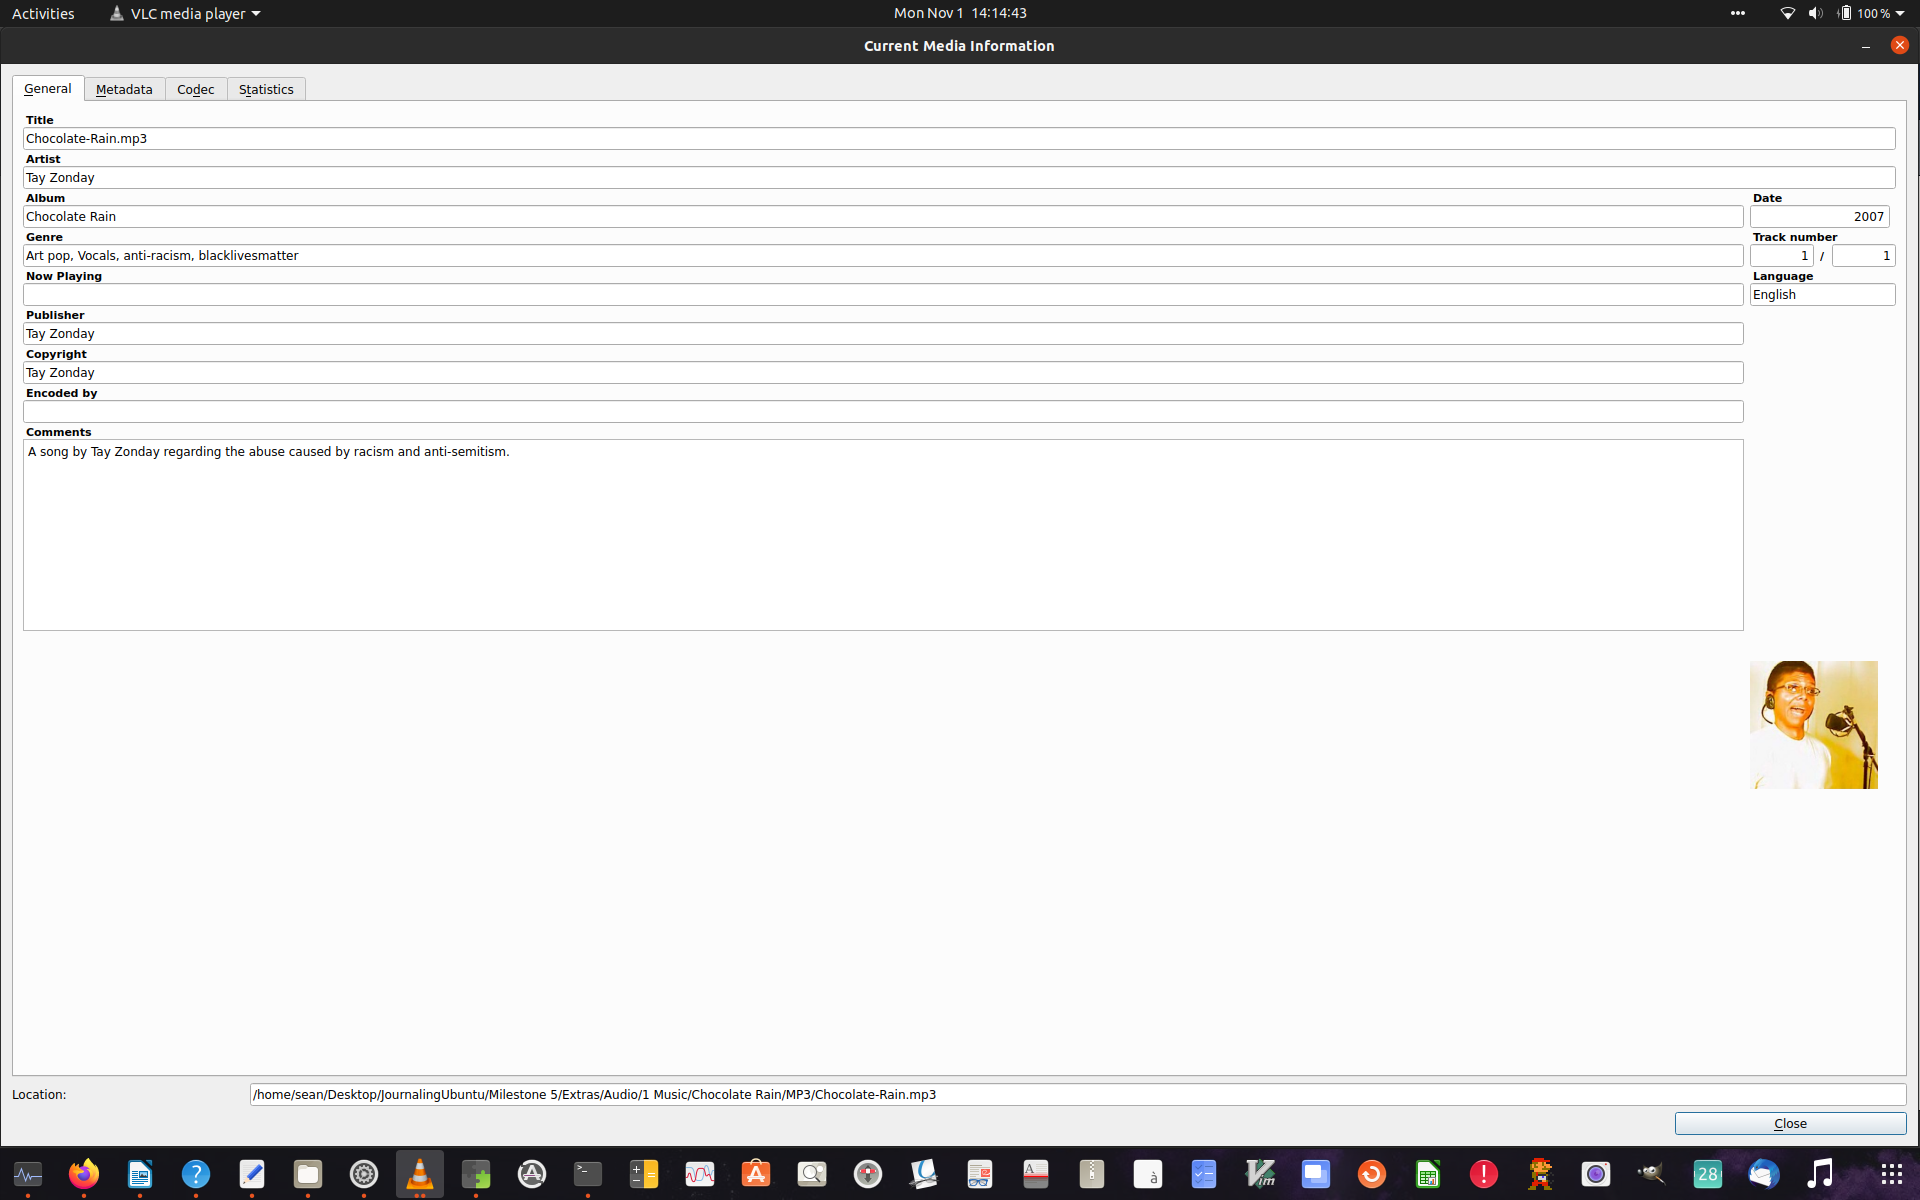 Activities VLC media player Mon Nov 1 14:14:43 100 %
Current Media Information
General Metadata Codec Statistics
Title
Chocolate-Rain.mp3
Artist
Tay Zonday
Album Date
Chocolate Rain 2007
Genre Track number
Art pop, Vocals, anti-racism, blacklivesmatter 1 / 1
Now Playing Language
English
Publisher
Tay Zonday
Copyright
Tay Zonday
Encoded by
Comments
A song by Tay Zonday regarding the abuse caused by racism and anti-semitism.
Location: /home/sean/Desktop/JournalingUbuntu/Milestone 5/Extras/Audio/1 Music/Chocolate Rain/MP3/Chocolate-Rain.mp3
Close
28